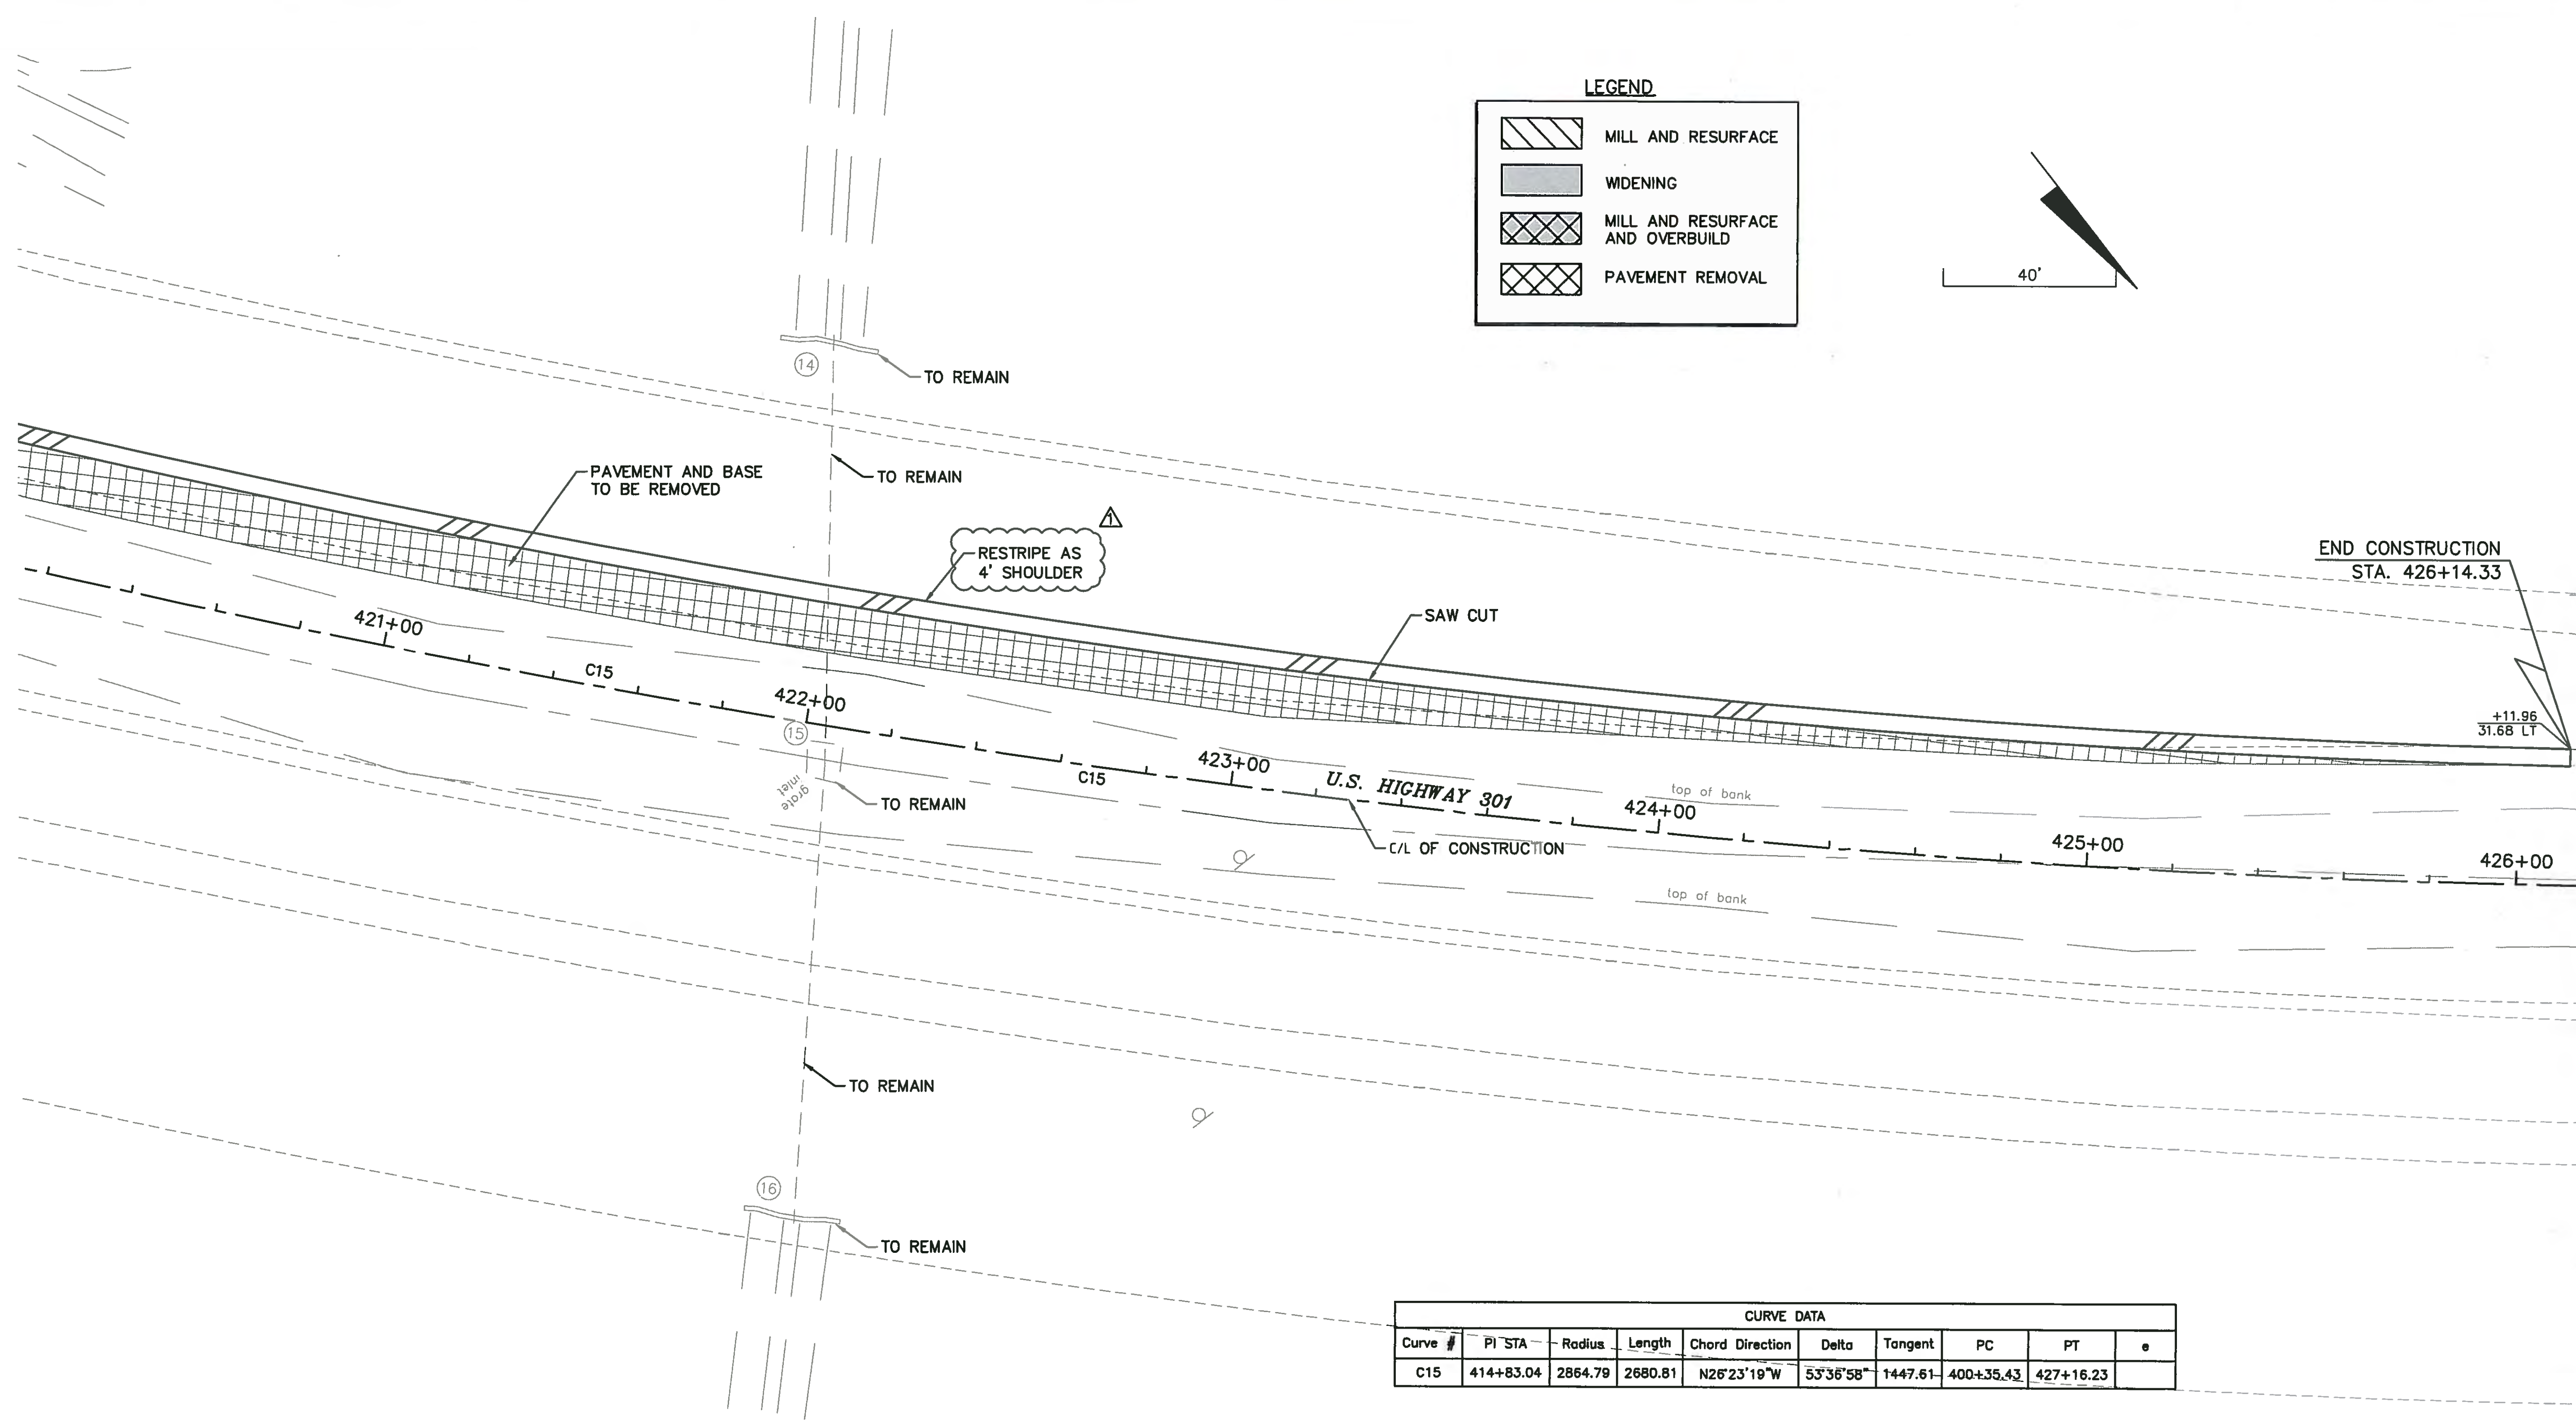 LEGEND
MILL AND RESURFACE
WIDENING
MILL AND RESURFACE
AND OVERBUILD
PAVEMENT REMOVAL
40'
14
TO REMAIN
TO REMAIN
PAVEMENT AND BASE
TO BE REMOVED
1
RESTRIPE AS
4' SHOULDER
SAW CUT
END CONSTRUCTION
STA. 426+14.33
+11.96
31.68 LT
421+00
C15
422+00
15
grate
inlet
TO REMAIN
423+00
C15
U.S. HIGHWAY 301
C/L OF CONSTRUCTION
424+00
top of bank
425+00
426+00
top of bank
TO REMAIN
16
TO REMAIN
CURVE DATA
Curve # PI STA Radius Length Chord Direction Delta Tangent PC PT e
C15 414+83.04 2864.79 2680.81 N26°23'19"W 53°36'58" 1447.61 400+35.43 427+16.23